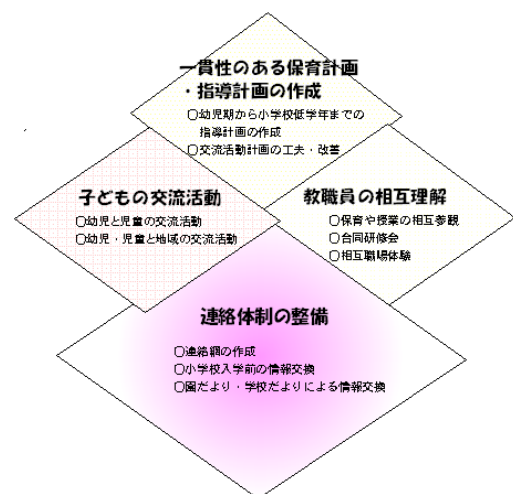 一貫性のある保育計画
・指導計画の作成
○幼児期から小学校低学年までの
指導計画の作成
○交流活動計画の工夫・改善
子どもの交流活動
○幼児と児童の交流活動
○幼児・児童と地域の交流活動
教職員の相互理解
○保育や授業の相互参観
○合同研修会
○相互職場体験
連絡体制の整備
○連絡網の作成
○小学校入学前の情報交換
○園だより・学校だよりによる情報交換